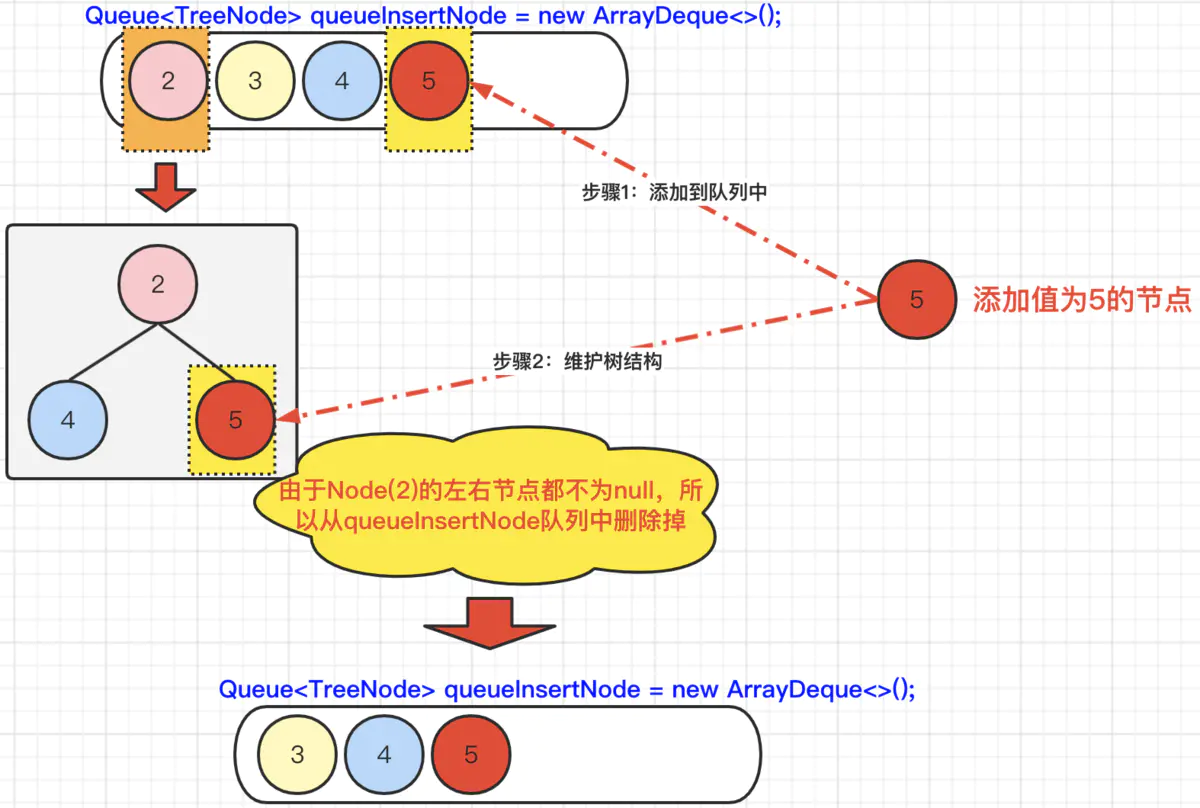 Queue<TreeNode> queueInsertNode = new ArrayDeque<>();
2 3 4 5
步骤1：添加到队列中
2
5 添加值为5的节点
步骤2：维护树结构
4 5
由于Node(2)的左右节点都不为null，所
以从queueInsertNode队列中删除掉
Queue<TreeNode> queueInsertNode = new ArrayDeque<>();
3 4 5